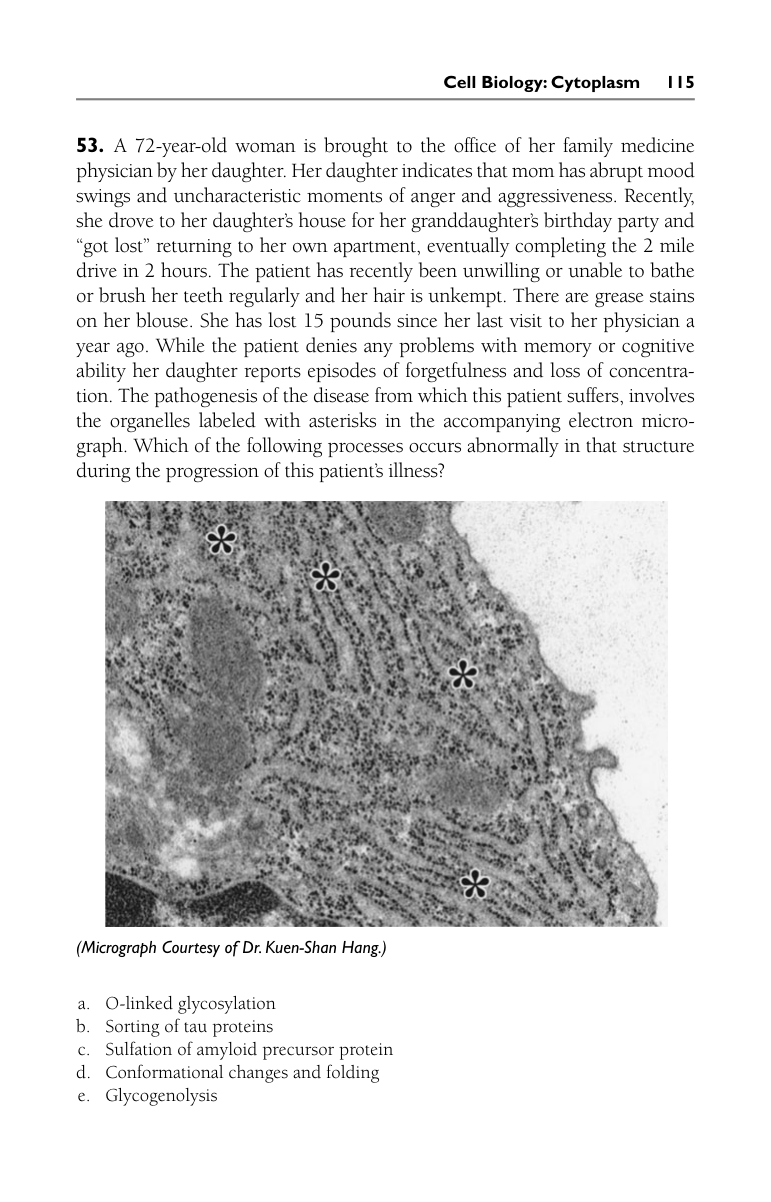 Cell Biology: Cytoplasm 115
53. A 72-year-old woman is brought to the office of her family medicine
physician by her daughter. Her daughter indicates that mom has abrupt mood
swings and uncharacteristic moments of anger and aggressiveness. Recently,
she drove to her daughter's house for her granddaughter's birthday party and
“got lost” returning to her own apartment, eventually completing the 2 mile
drive in 2 hours. The patient has recently been unwilling or unable to bathe
or brush her teeth regularly and her hair is unkempt. There are grease stains
on her blouse. She has lost 15 pounds since her last visit to her physician a
year ago. While the patient denies any problems with memory or cognitive
ability her daughter reports episodes of forgetfulness and loss of concentra-
tion. The pathogenesis of the disease from which this patient suffers, involves
the organelles labeled with asterisks in the accompanying electron micro-
graph. Which of the following processes occurs abnormally in that structure
during the progression of this patient's illness?
*
*
*
*
(Micrograph Courtesy of Dr. Kuen-Shan Hang.)
a. O-linked glycosylation
b. Sorting of tau proteins
c. Sulfation of amyloid precursor protein
d. Conformational changes and folding
e. Glycogenolysis